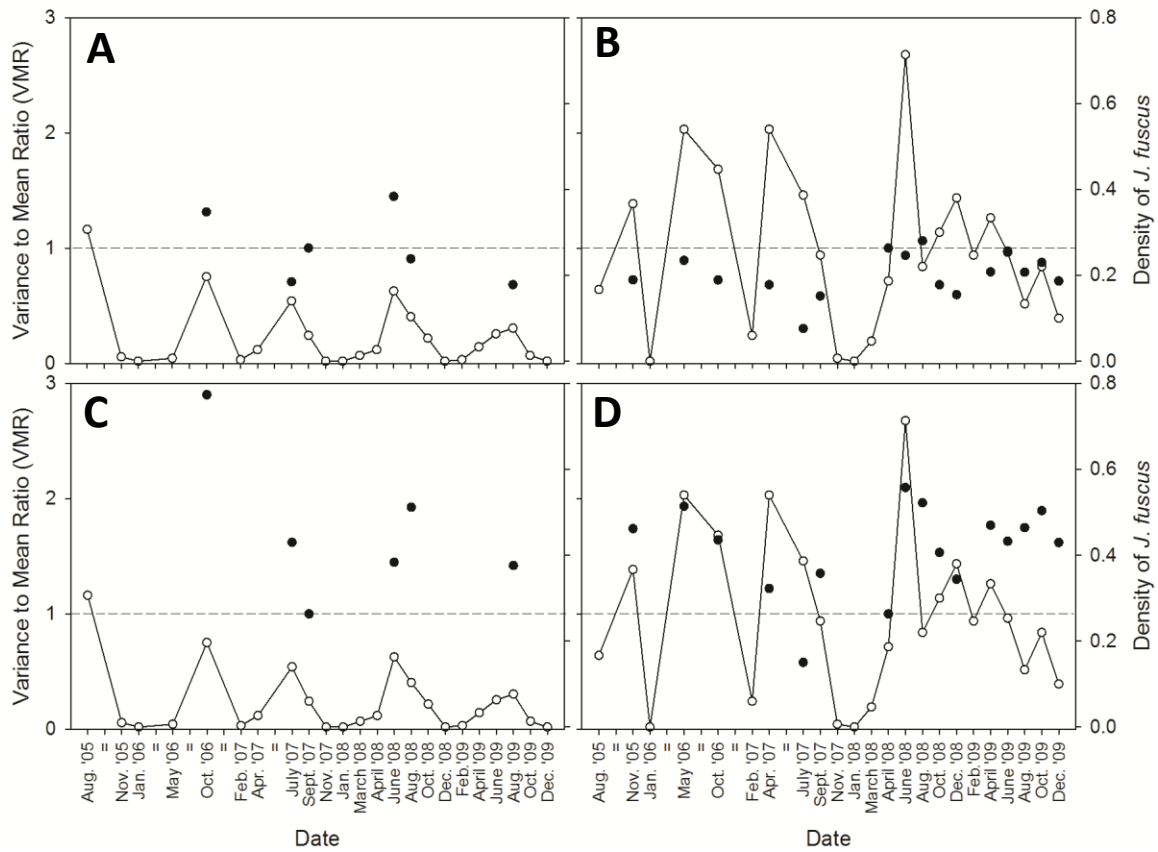 Variance to Mean Ratio (VMR)
3
2
1
0
A
B
0.8
0.6
0.4
0.2
0.0
Density of J. fuscus
Variance to Mean Ratio (VMR)
3
2
1
0
C
D
0.8
0.6
0.4
0.2
0.0
Density of J. fuscus
Aug. '05
=
Nov. '05
Jan. '06
=
May '06
=
Oct. '06
=
Feb. '07
Apr. '07
=
July '07
Sept. '07
Nov. '07
Jan. '08
March '08
April '08
June '08
Aug. '08
Oct. '08
Dec. '08
Feb.'09
April '09
June '09
Aug. '09
Oct. '09
Dec. '09
Date
Aug. '05
=
Nov. '05
Jan. '06
=
May '06
=
Oct. '06
=
Feb. '07
Apr. '07
=
July '07
Sept. '07
Nov. '07
Jan. '08
March '08
April '08
June '08
Aug. '08
Oct. '08
Dec. '08
Feb.'09
April '09
June '09
Aug. '09
Oct. '09
Dec. '09
Date